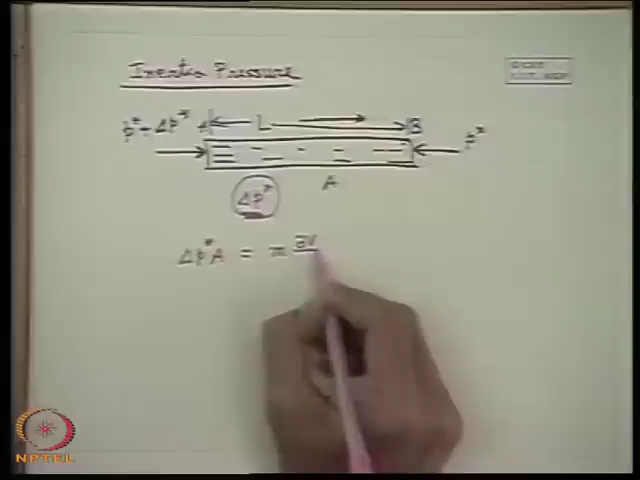 Inertia Pressure
p* + Δp* A L B p*
Δp* A
Δp* A = m ∂V
NPTEL